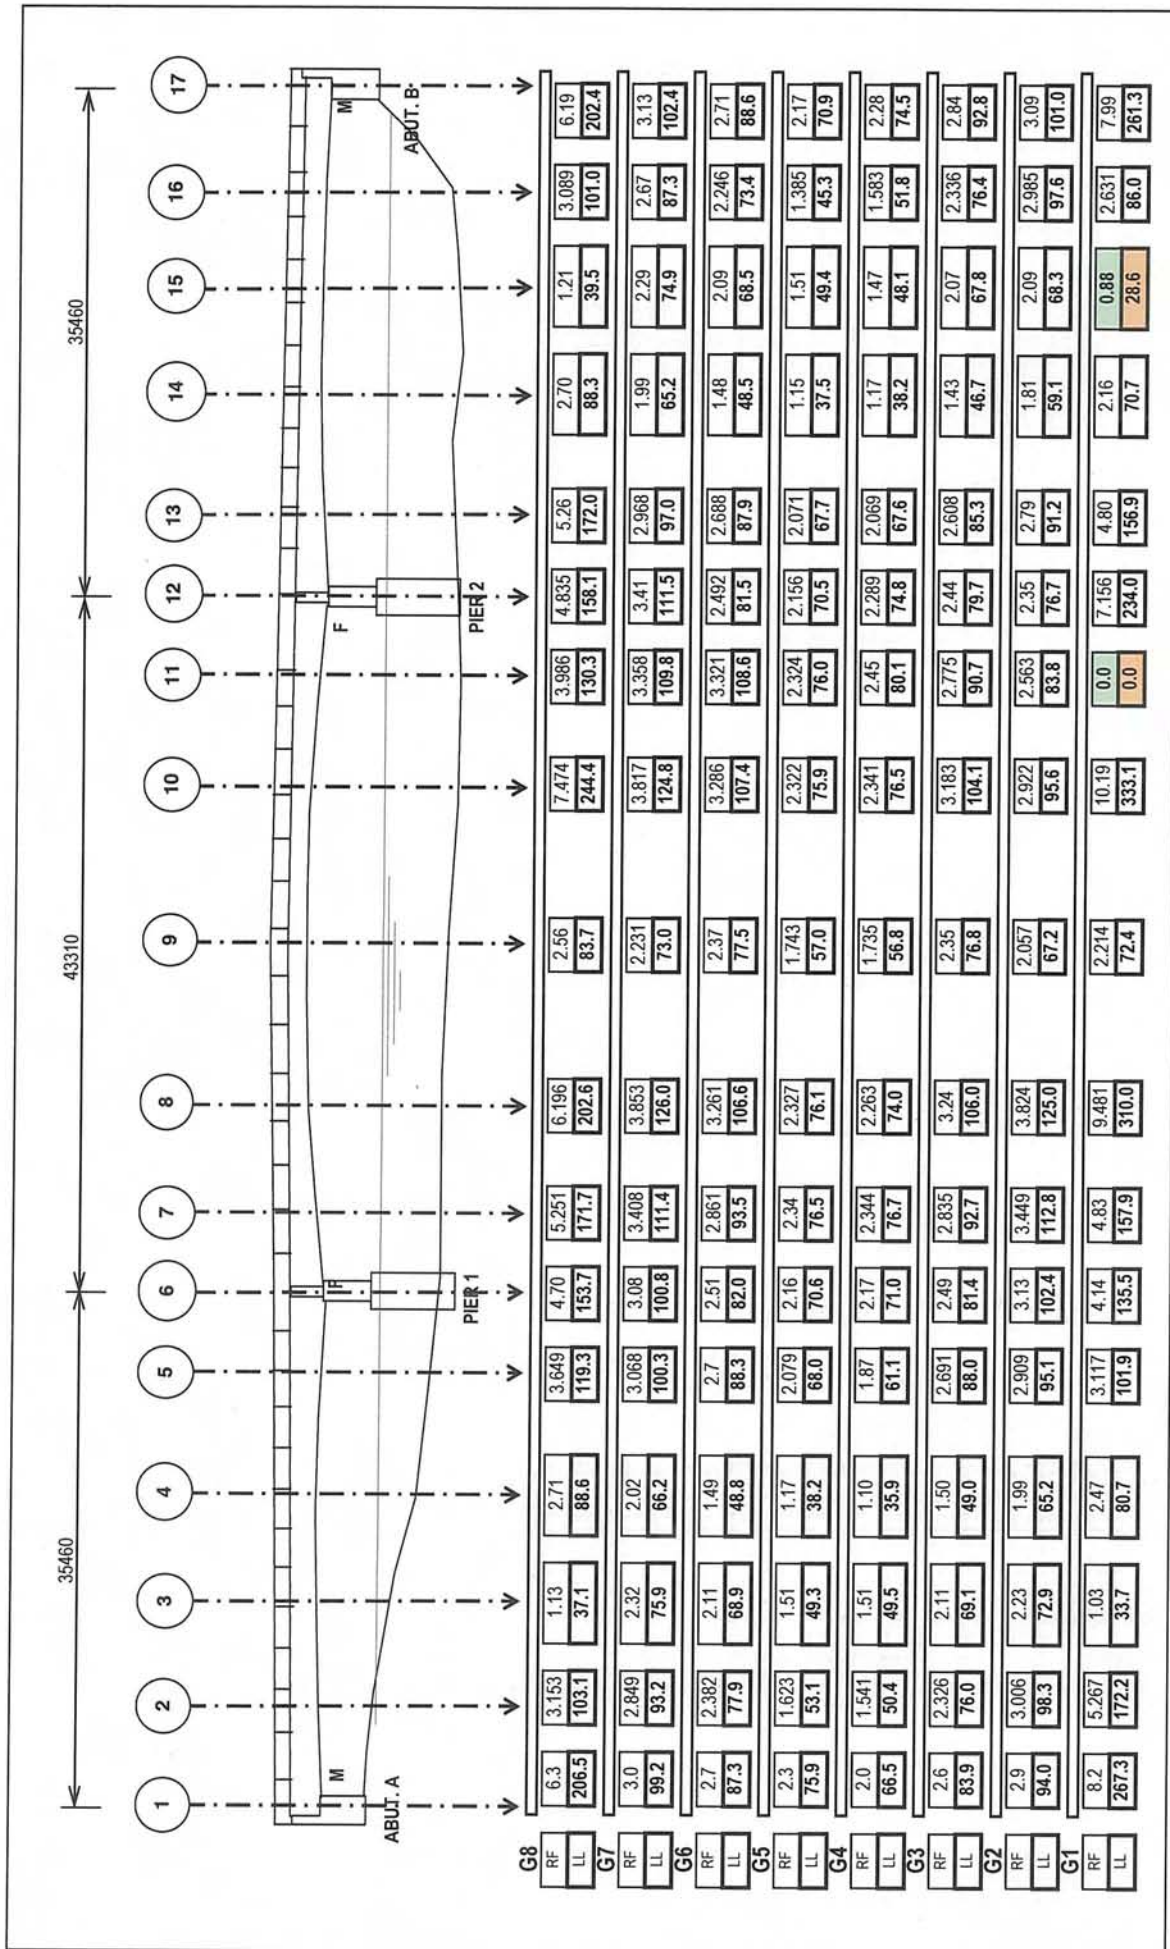 35460 43310 35460
1 2 3 4 5 6 7 8 9 10 11 12 13 14 15 16 17
M F F M
ABUT. A PIER 1 PIER 2 ABUT. B
G8
RF 6.3 3.153 1.13 2.71 3.649 4.70 5.251 6.196 2.56 7.474 3.986 4.835 5.26 2.70 1.21 3.089 6.19
LL 206.5 103.1 37.1 88.6 119.3 153.7 171.7 202.6 83.7 244.4 130.3 158.1 172.0 88.3 39.5 101.0 202.4
G7
RF 3.0 2.849 2.32 2.02 3.068 3.08 3.408 3.853 2.231 3.817 3.358 3.41 2.968 1.99 2.29 2.67 3.13
LL 99.2 93.2 75.9 66.2 100.3 100.8 111.4 126.0 73.0 124.8 109.8 111.5 97.0 65.2 74.9 87.3 102.4
G6
RF 2.7 2.382 2.11 1.49 2.7 2.51 2.861 3.261 2.37 3.286 3.321 2.492 2.688 1.48 2.09 2.246 2.71
LL 87.3 77.9 68.9 48.8 88.3 82.0 93.5 106.6 77.5 107.4 108.6 81.5 87.9 48.5 68.5 73.4 88.6
G5
RF 2.3 1.623 1.51 1.17 2.079 2.16 2.34 2.327 1.743 2.322 2.324 2.156 2.071 1.15 1.51 1.385 2.17
LL 75.9 53.1 49.3 38.2 68.0 70.6 76.5 76.1 57.0 75.9 76.0 70.5 67.7 37.5 49.4 45.3 70.9
G4
RF 2.0 1.541 1.51 1.10 1.87 2.17 2.344 2.263 1.735 2.341 2.45 2.289 2.069 1.17 1.47 1.583 2.28
LL 66.5 50.4 49.5 35.9 61.1 71.0 76.7 74.0 56.8 76.5 80.1 74.8 67.6 38.2 48.1 51.8 74.5
G3
RF 2.6 2.326 2.11 1.50 2.691 2.49 2.835 3.24 2.35 3.183 2.775 2.44 2.608 1.43 2.07 2.336 2.84
LL 83.9 76.0 69.1 49.0 88.0 81.4 92.7 106.0 76.8 104.1 90.7 79.7 85.3 46.7 67.8 76.4 92.8
G2
RF 2.9 3.006 2.23 1.99 2.909 3.13 3.449 3.824 2.057 2.922 2.563 2.35 2.79 1.81 2.09 2.985 3.09
LL 94.0 98.3 72.9 65.2 95.1 102.4 112.8 125.0 67.2 95.6 83.8 76.7 91.2 59.1 68.3 97.6 101.0
G1
RF 8.2 5.267 1.03 2.47 3.117 4.14 4.83 9.481 2.214 10.19 0.0 7.156 4.80 2.16 0.88 2.631 7.99
LL 267.3 172.2 33.7 80.7 101.9 135.5 157.9 310.0 72.4 333.1 0.0 234.0 156.9 70.7 28.6 86.0 261.3